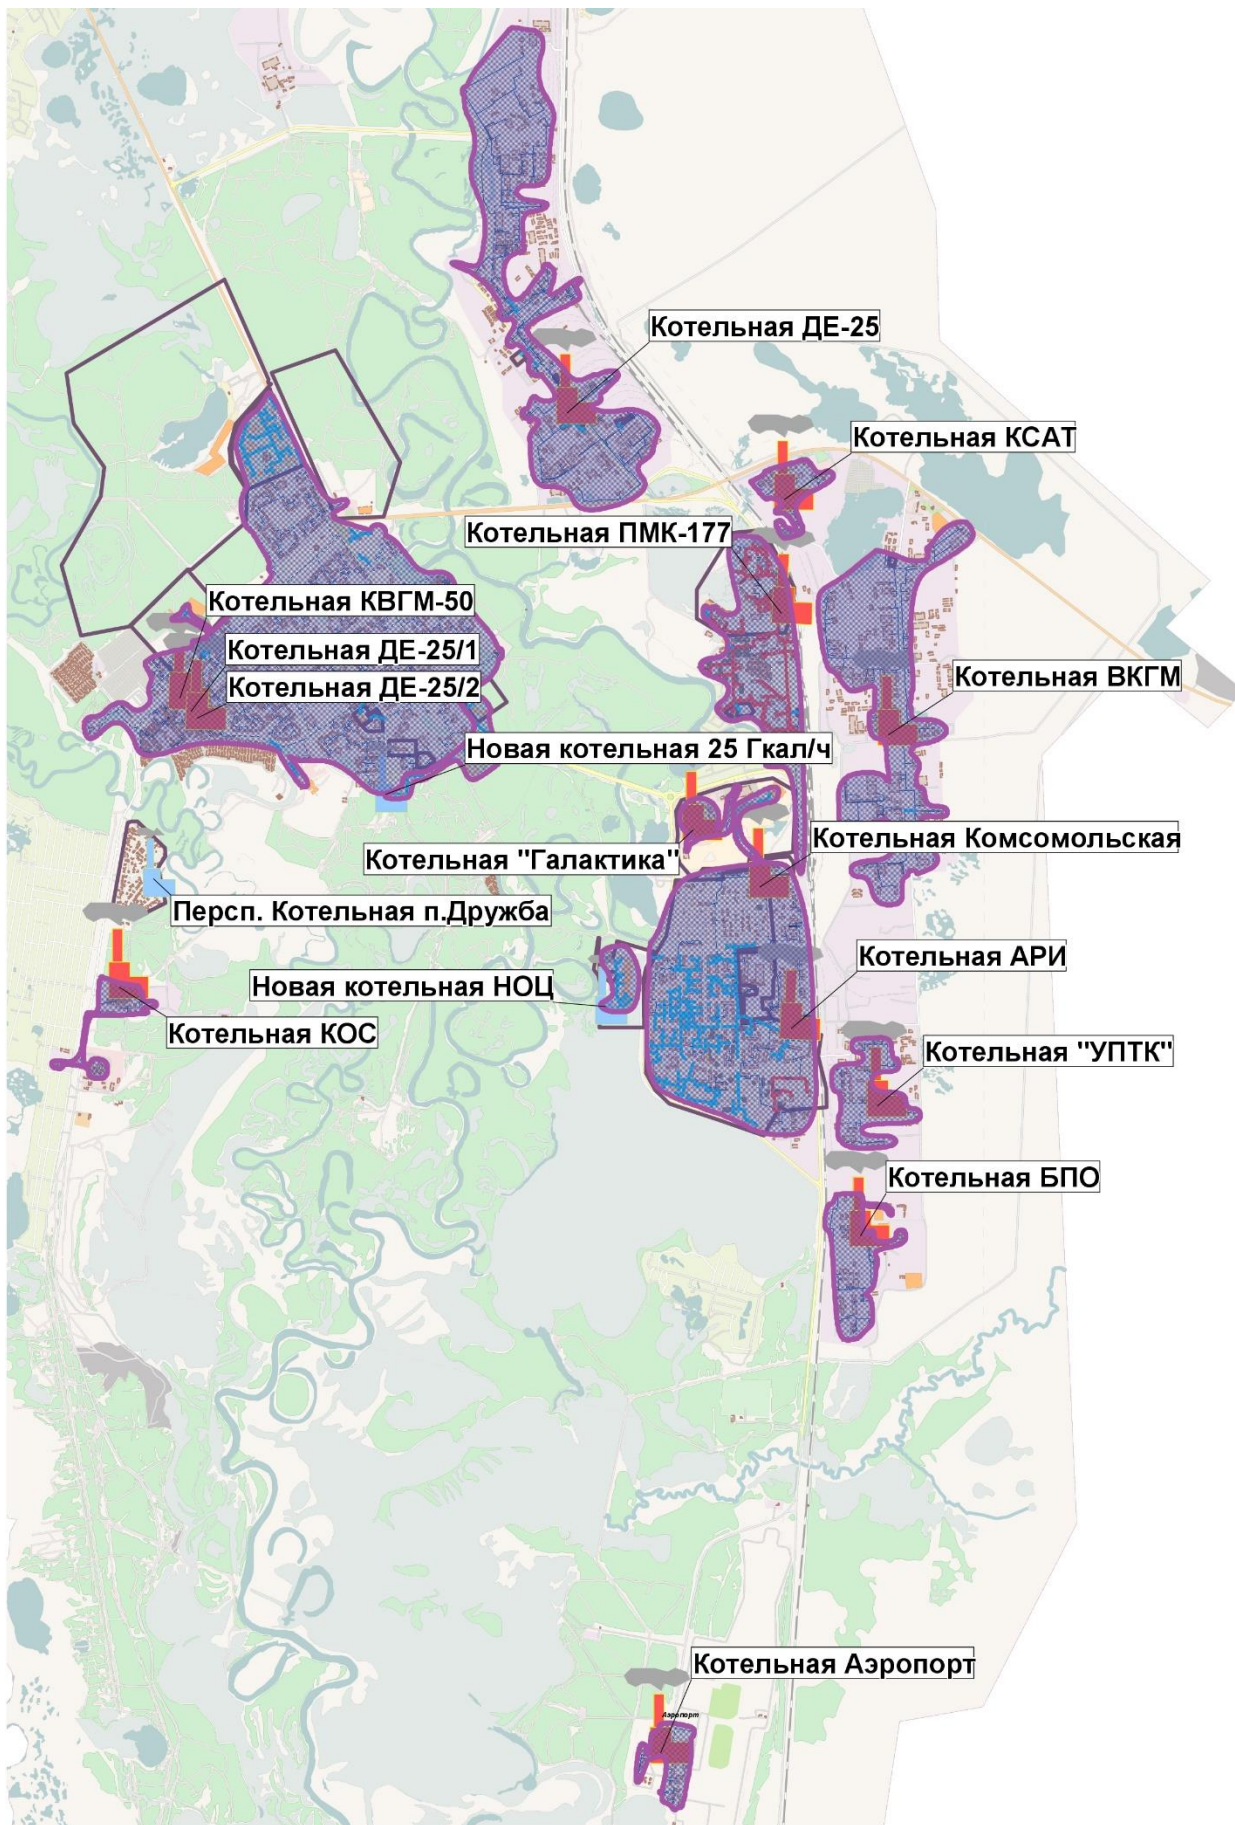 Котельная ДЕ-25
Котельная КСАТ
Котельная ПМК-177
Котельная КВГМ-50
Котельная ДЕ-25/1
Котельная ВКГМ
Котельная ДЕ-25/2
Новая котельная 25 Гкал/ч
Котельная Комсомольская
Котельная "Галактика"
Персп. Котельная п.Дружба
Котельная АРИ
Новая котельная НОЦ
Котельная КОС
Котельная "УПТК"
Котельная БПО
Котельная Аэропорт
Аэропорт